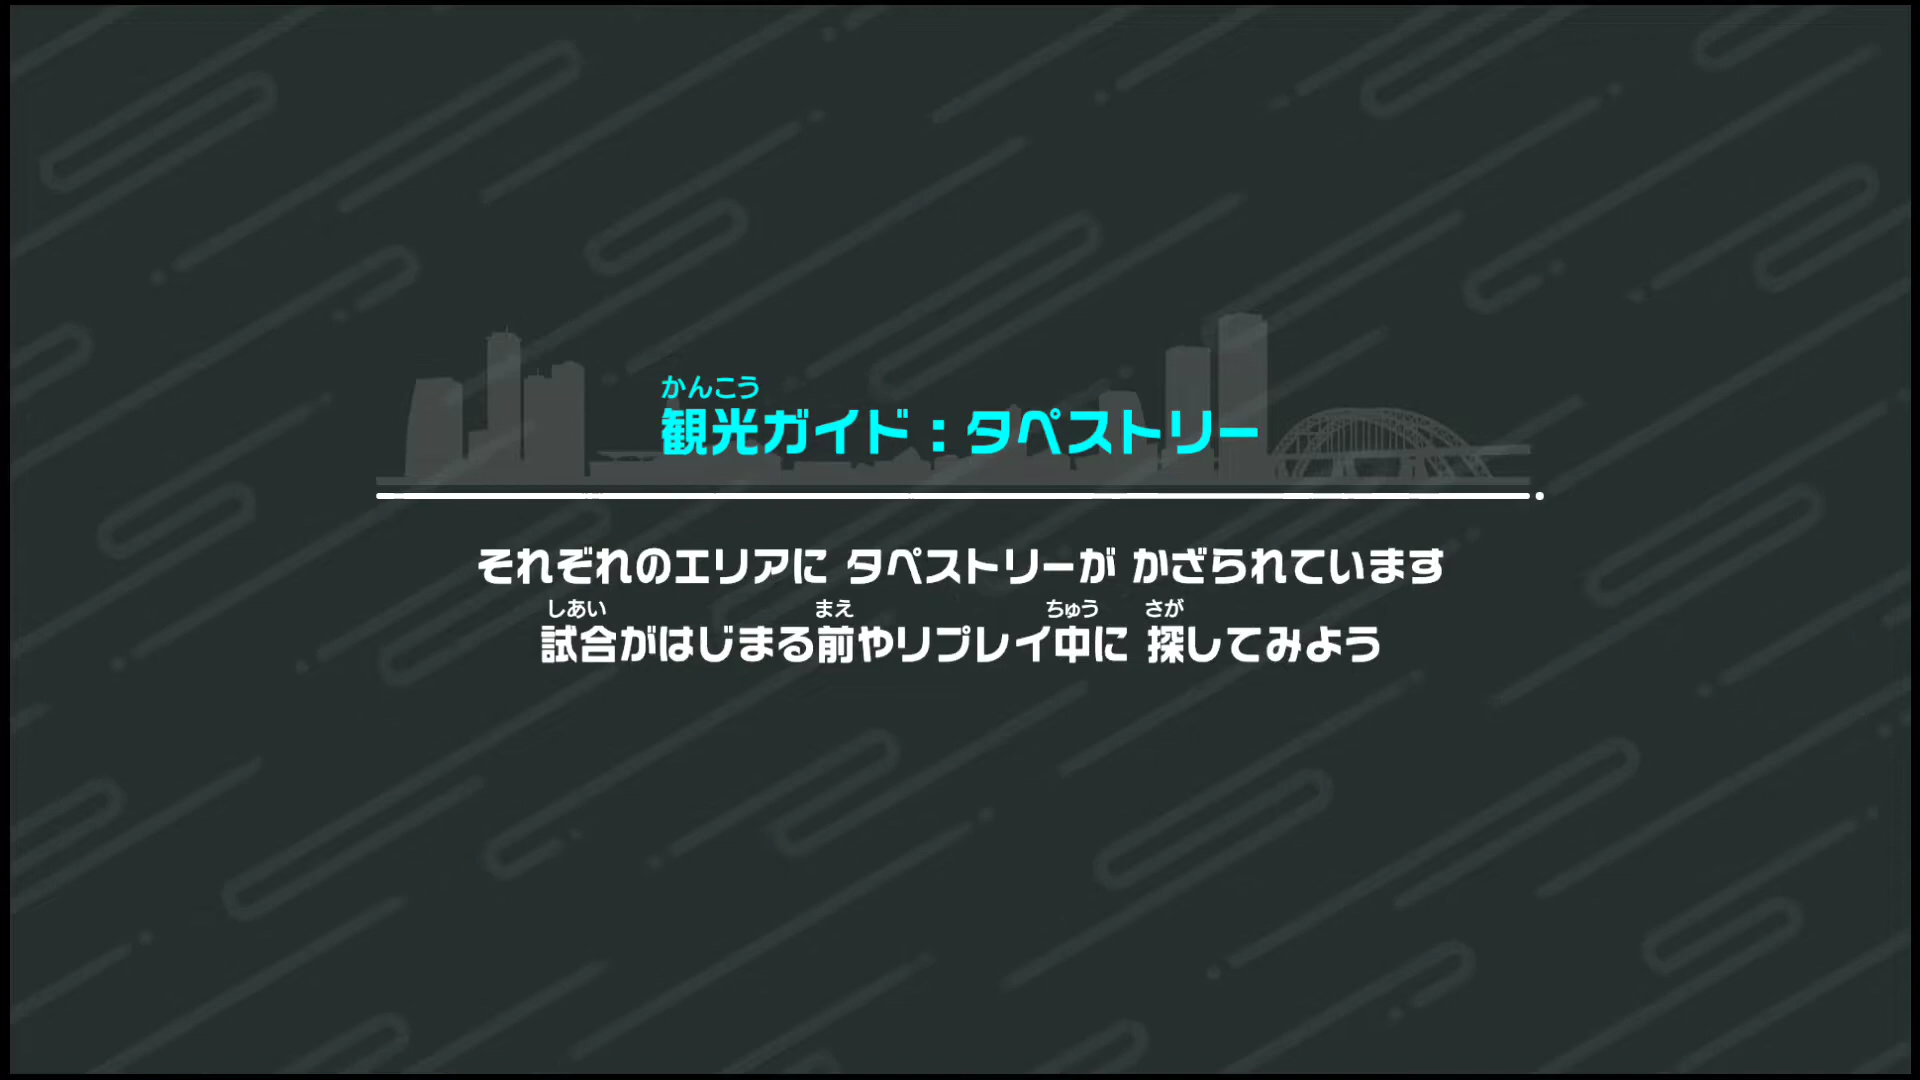 かんこう
観光ガイド：タペストリー
それぞれのエリアに タペストリーが かざられています
しあい まえ ちゅう さが
試合がはじまる前やリプレイ中に 探してみよう